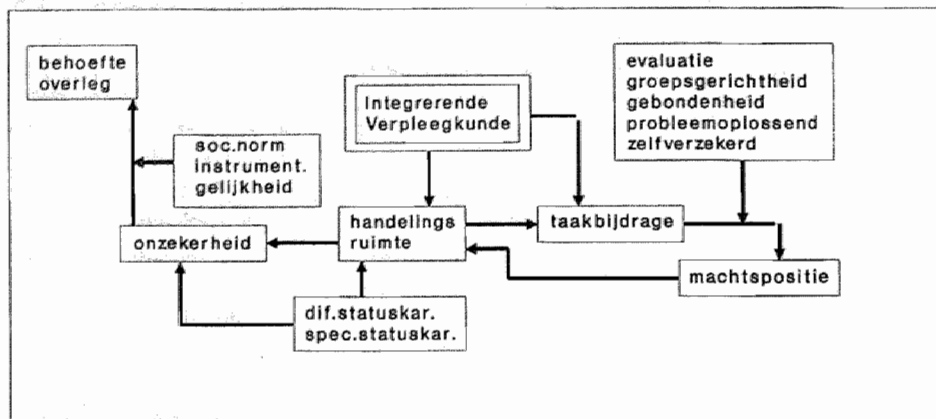 behoefte
overleg
soc.norm
instrument.
gelijkheid
Integrerende
Verpleegkunde
evaluatie
groepsgerichtheid
gebondenheid
probleemoplossend
zelfverzekerd
onzekerheid
handelings
ruimte
taakbijdrage
machtspositie
dif.statuskar.
spec.statuskar.